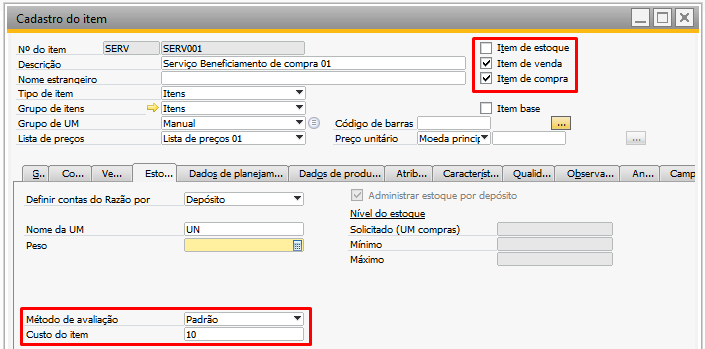 Cadastro do item
Nº do item SERV SERV001 Item de estoque
Descrição Serviço Beneficiamento de compra 01 Item de venda
Nome estrangeiro Item de compra
Tipo de item Itens
Grupo de itens Itens Item base
Grupo de UM Manual Código de barras ...
Lista de preços Lista de preços 01 Preço unitário Moeda princip ...
G.. Co... Ve... Esto... Dados de planejam... Dados de produ... Atrib... Característ... Qualid... Observa... An... Camp
Definir contas do Razão por Depósito Administrar estoque por depósito
Nível do estoque
Nome da UM UN Solicitado (UM compras)
Peso Mínimo
Máximo
Método de avaliação Padrão
Custo do item 10